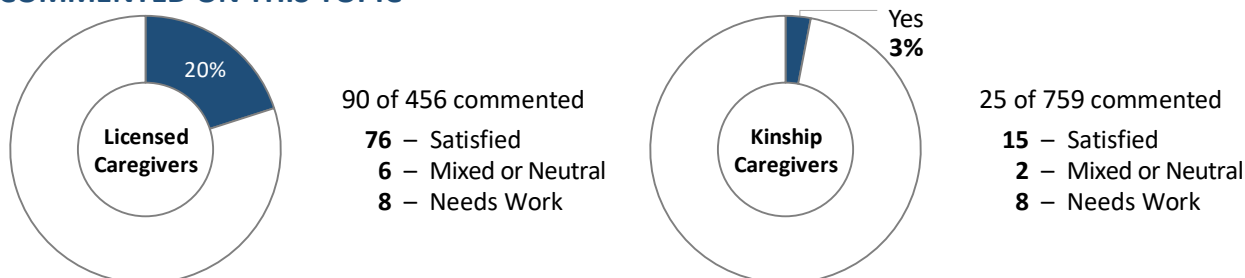 COMMENTED ON THIS TOPIC
20%
Licensed
Caregivers
90 of 456 commented
76 – Satisfied
6 – Mixed or Neutral
8 – Needs Work
Yes
3%
Kinship
Caregivers
25 of 759 commented
15 – Satisfied
2 – Mixed or Neutral
8 – Needs Work